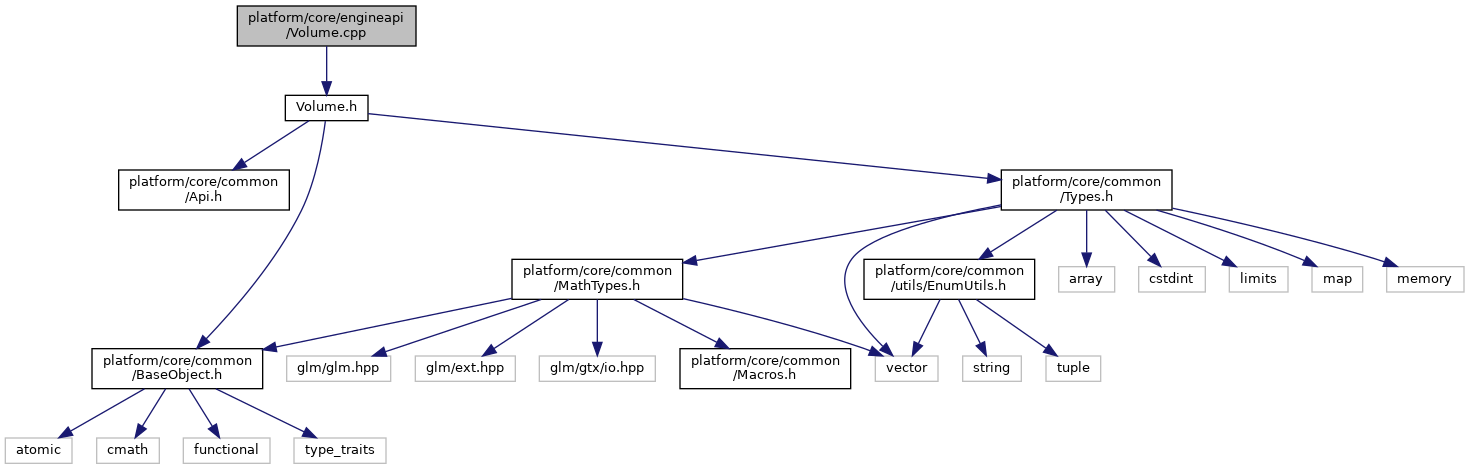 platform/core/engineapi
/Volume.cpp
Volume.h
platform/core/common
/Api.h
platform/core/common
/Types.h
platform/core/common
/MathTypes.h
platform/core/common
/utils/EnumUtils.h
array
cstdint
limits
map
memory
platform/core/common
/BaseObject.h
glm/glm.hpp
glm/ext.hpp
glm/gtx/io.hpp
platform/core/common
/Macros.h
vector
string
tuple
atomic
cmath
functional
type_traits